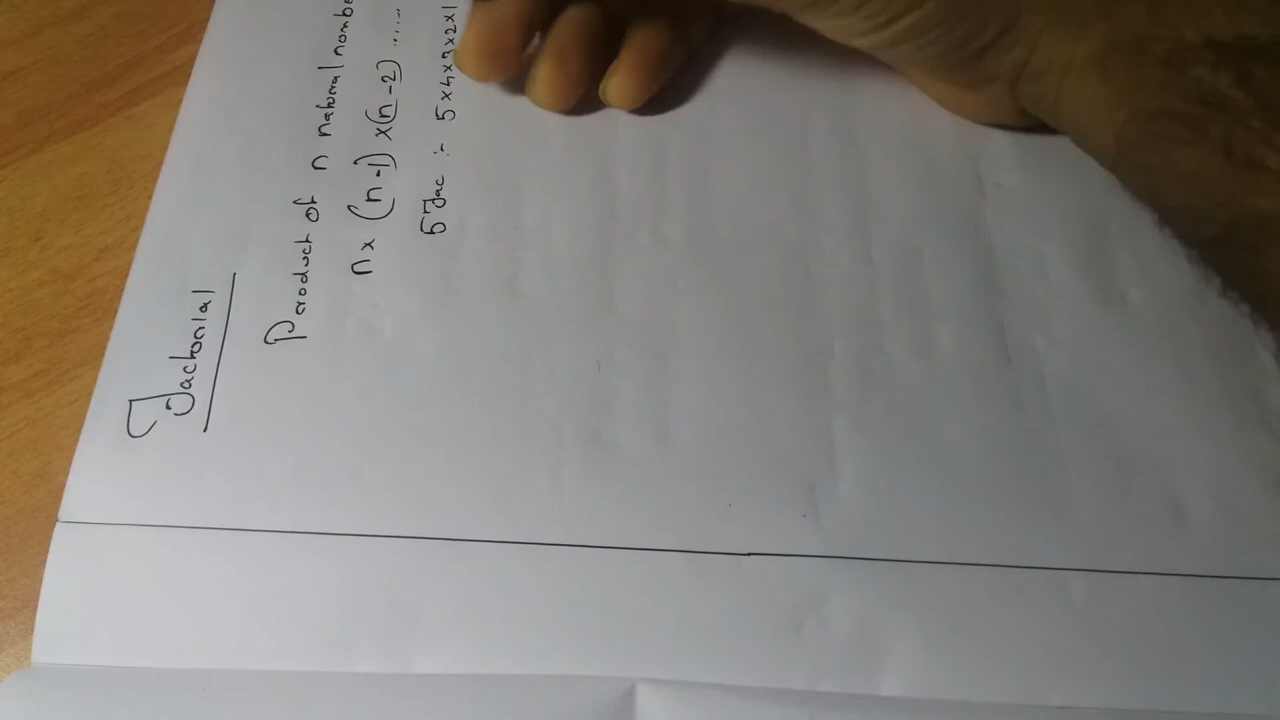 Factorial
Product of n natural numbe
n x (n-1) x (n-2) .....
5 Fac :- 5x4x3x2x1